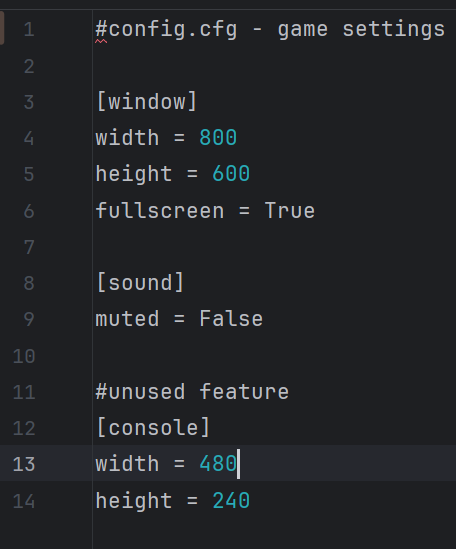 1 #config.cfg - game settings
2
3 [window]
4 width = 800
5 height = 600
6 fullscreen = True
7
8 [sound]
9 muted = False
10
11 #unused feature
12 [console]
13 width = 480
14 height = 240